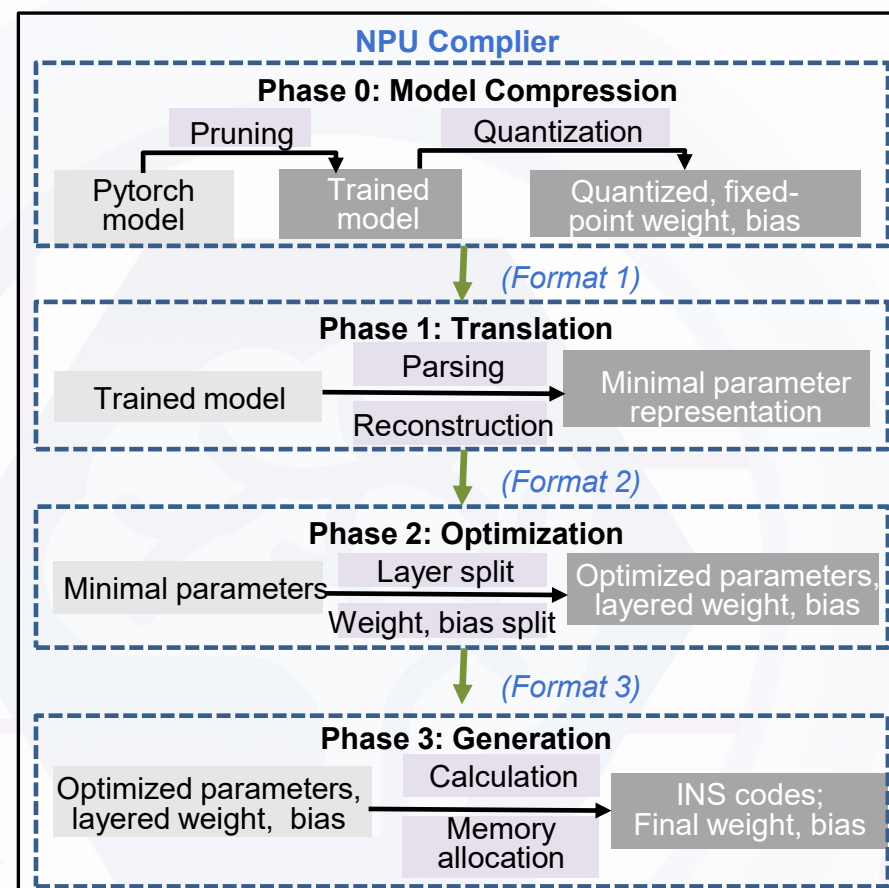 NPU Complier
Phase 0: Model Compression
Pruning
Quantization
Pytorch
model
Trained
model
Quantized, fixed-
point weight, bias
(Format 1)
Phase 1: Translation
Parsing
Trained model
Minimal parameter
representation
Reconstruction
(Format 2)
Phase 2: Optimization
Layer split
Minimal parameters
Optimized parameters,
layered weight, bias
Weight, bias split
(Format 3)
Phase 3: Generation
Calculation
Optimized parameters,
layered weight, bias
INS codes;
Final weight, bias
Memory
allocation